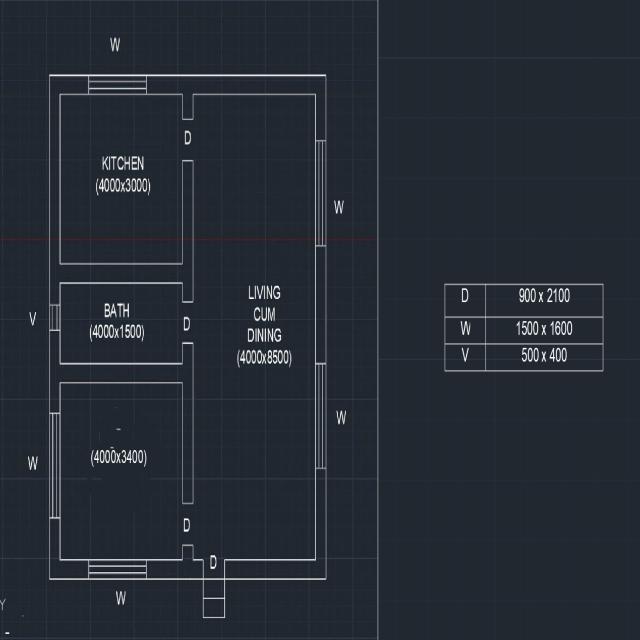 W
D
KITCHEN
(4000x3000)
W
LIVING
CUM
DINING
(4000x8500)
V
BATH
(4000x1500)
D
W
W
(4000x3400)
D
D
W
Y
D 900 x 2100
W 1500 x 1600
V 500 x 400